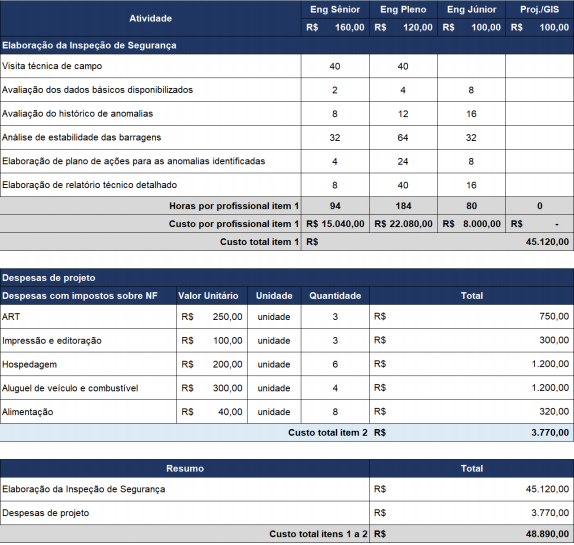 Atividade Eng Sênior Eng Pleno Eng Júnior Proj./GIS
R$ 160,00 R$ 120,00 R$ 100,00 R$ 100,00
Elaboração da Inspeção de Segurança
Visita técnica de campo 40 40
Avaliação dos dados básicos disponibilizados 2 4 8
Avaliação do histórico de anomalias 8 12 16
Análise de estabilidade das barragens 32 64 32
Elaboração de plano de ações para as anomalias identificadas 4 24 8
Elaboração de relatório técnico detalhado 8 40 16
Horas por profissional item 1 94 184 80 0
Custo por profissional item 1 R$ 15.040,00 R$ 22.080,00 R$ 8.000,00 R$ -
Custo total item 1 R$ 45.120,00
Despesas de projeto
Despesas com impostos sobre NF Valor Unitário Unidade Quantidade Total
ART R$ 250,00 unidade 3 R$ 750,00
Impressão e editoração R$ 100,00 unidade 3 R$ 300,00
Hospedagem R$ 200,00 unidade 6 R$ 1.200,00
Aluguel de veículo e combustível R$ 300,00 unidade 4 R$ 1.200,00
Alimentação R$ 40,00 unidade 8 R$ 320,00
Custo total item 2 R$ 3.770,00
Resumo Total
Elaboração da Inspeção de Segurança R$ 45.120,00
Despesas de projeto R$ 3.770,00
Custo total itens 1 a 2 R$ 48.890,00